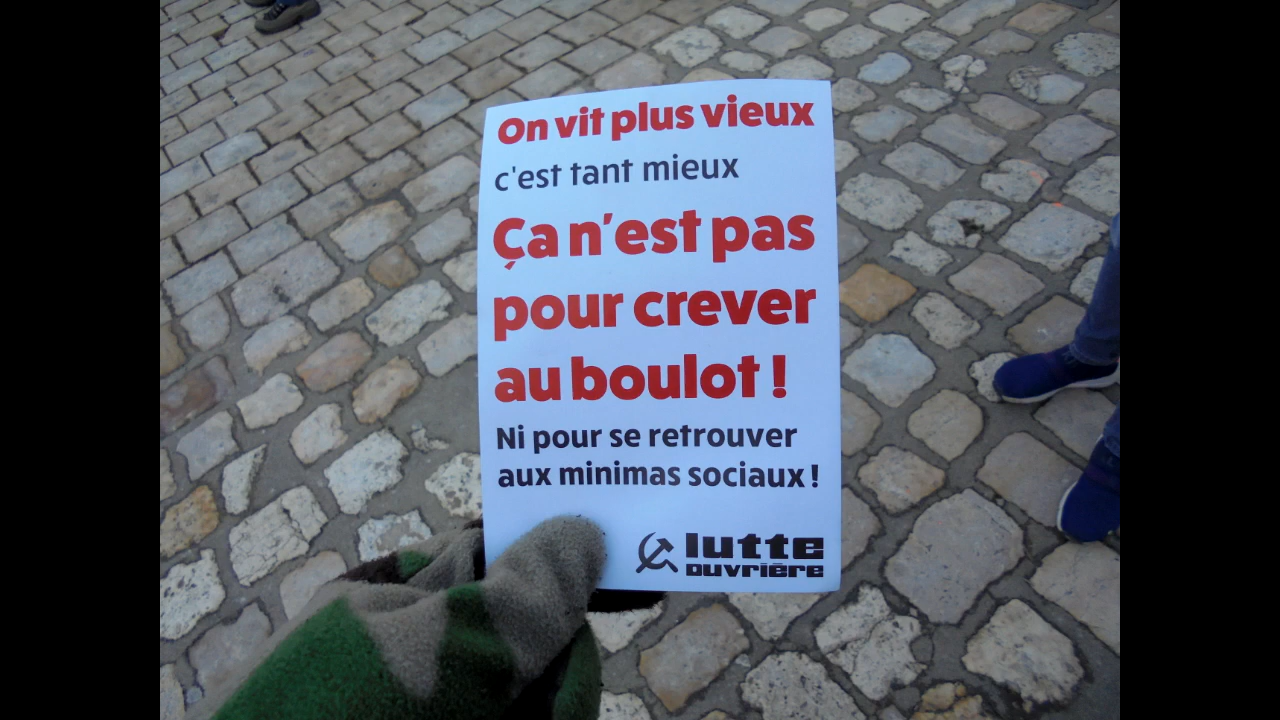 On vit plus vieux
c'est tant mieux
Ça n'est pas
pour crever
au boulot !
Ni pour se retrouver
aux minimas sociaux !
lutte
ouvrière